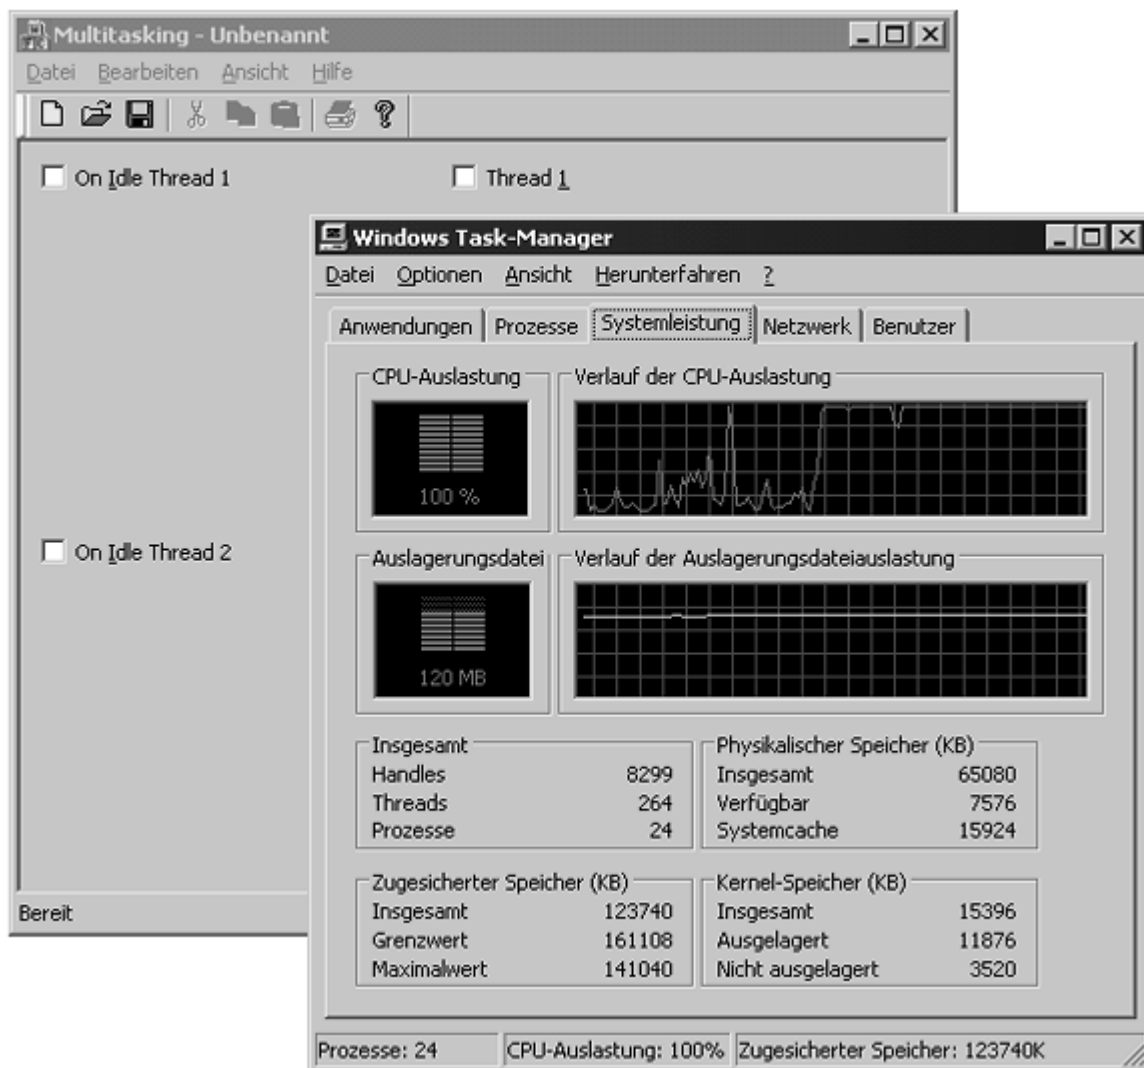 Multitasking - Unbenannt
Datei Bearbeiten Ansicht Hilfe
On Idle Thread 1
Thread 1
On Idle Thread 2
Bereit
Windows Task-Manager
Datei Optionen Ansicht Herunterfahren ?
Anwendungen Prozesse Systemleistung Netzwerk Benutzer
CPU-Auslastung
Verlauf der CPU-Auslastung
100 %
Auslagerungsdatei
Verlauf der Auslagerungsdateiauslastung
120 MB
Insgesamt
Handles 8299
Threads 264
Prozesse 24
Physikalischer Speicher (KB)
Insgesamt 65080
Verfügbar 7576
Systemcache 15924
Zugesicherter Speicher (KB)
Insgesamt 123740
Grenzwert 161108
Maximalwert 141040
Kernel-Speicher (KB)
Insgesamt 15396
Ausgelagert 11876
Nicht ausgelagert 3520
Prozesse: 24 CPU-Auslastung: 100% Zugesicherter Speicher: 123740K